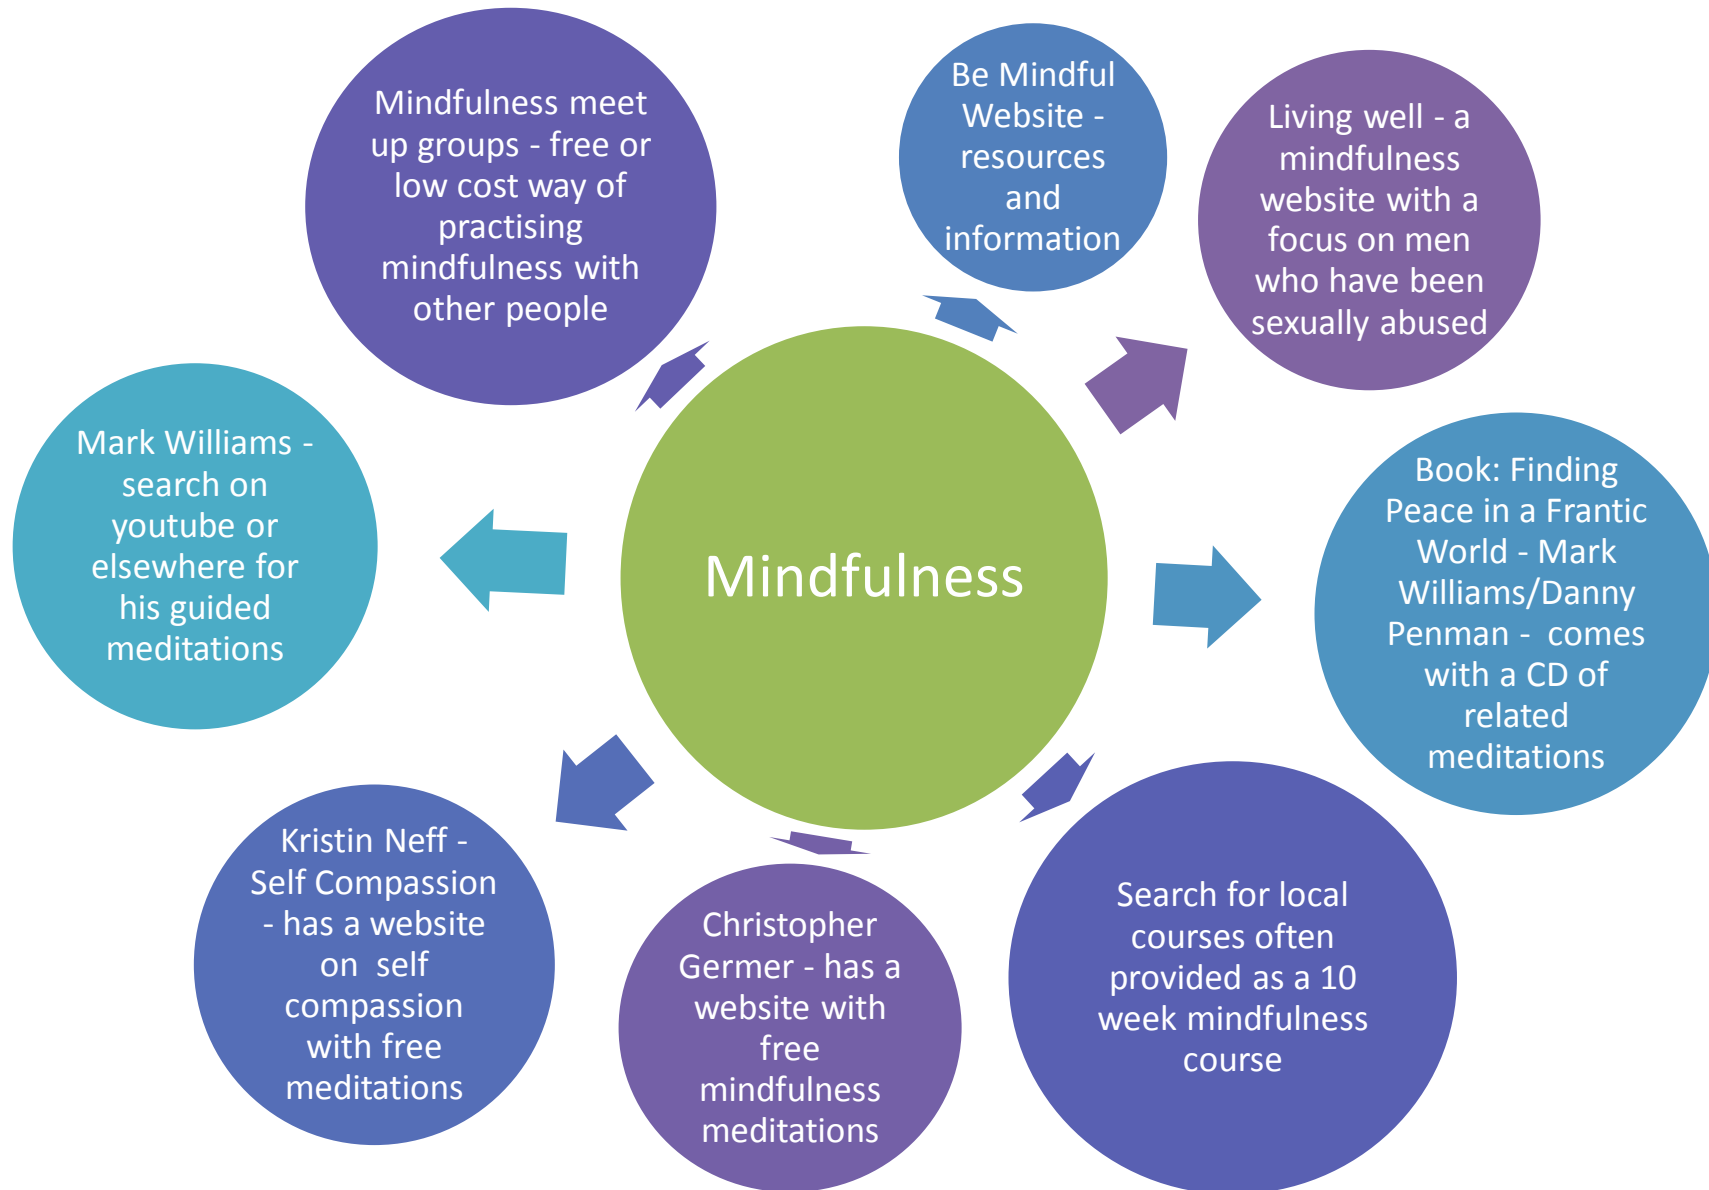 Mindfulness
Be Mindful
Website -
resources
and
information
Living well - a
mindfulness
website with a
focus on men
who have been
sexually abused
Book: Finding
Peace in a Frantic
World - Mark
Williams/Danny
Penman -  comes
with a CD of
related
meditations
Search for local
courses often
provided as a 10
week mindfulness
course
Christopher
Germer - has a
website with
free
mindfulness
meditations
Kristin Neff -
Self Compassion
- has a website
on  self
compassion
with free
meditations
Mark Williams -
search on
youtube or
elsewhere for
his guided
meditations
Mindfulness meet
up groups - free or
low cost way of
practising
mindfulness with
other people